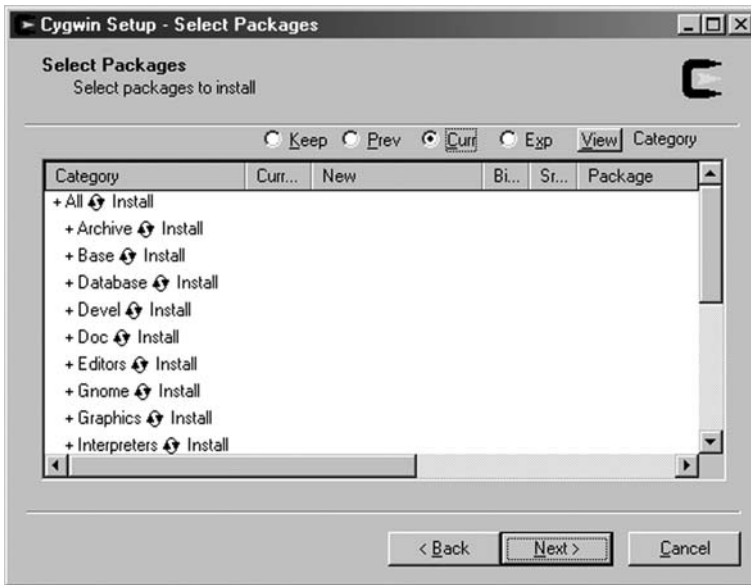 Cygwin Setup - Select Packages
Select Packages
Select packages to install
Keep Prev Curr Exp View Category
Category Curr... New Bi... Sr... Package
+ All Install
+ Archive Install
+ Base Install
+ Database Install
+ Devel Install
+ Doc Install
+ Editors Install
+ Gnome Install
+ Graphics Install
+ Interpreters Install
< Back Next > Cancel